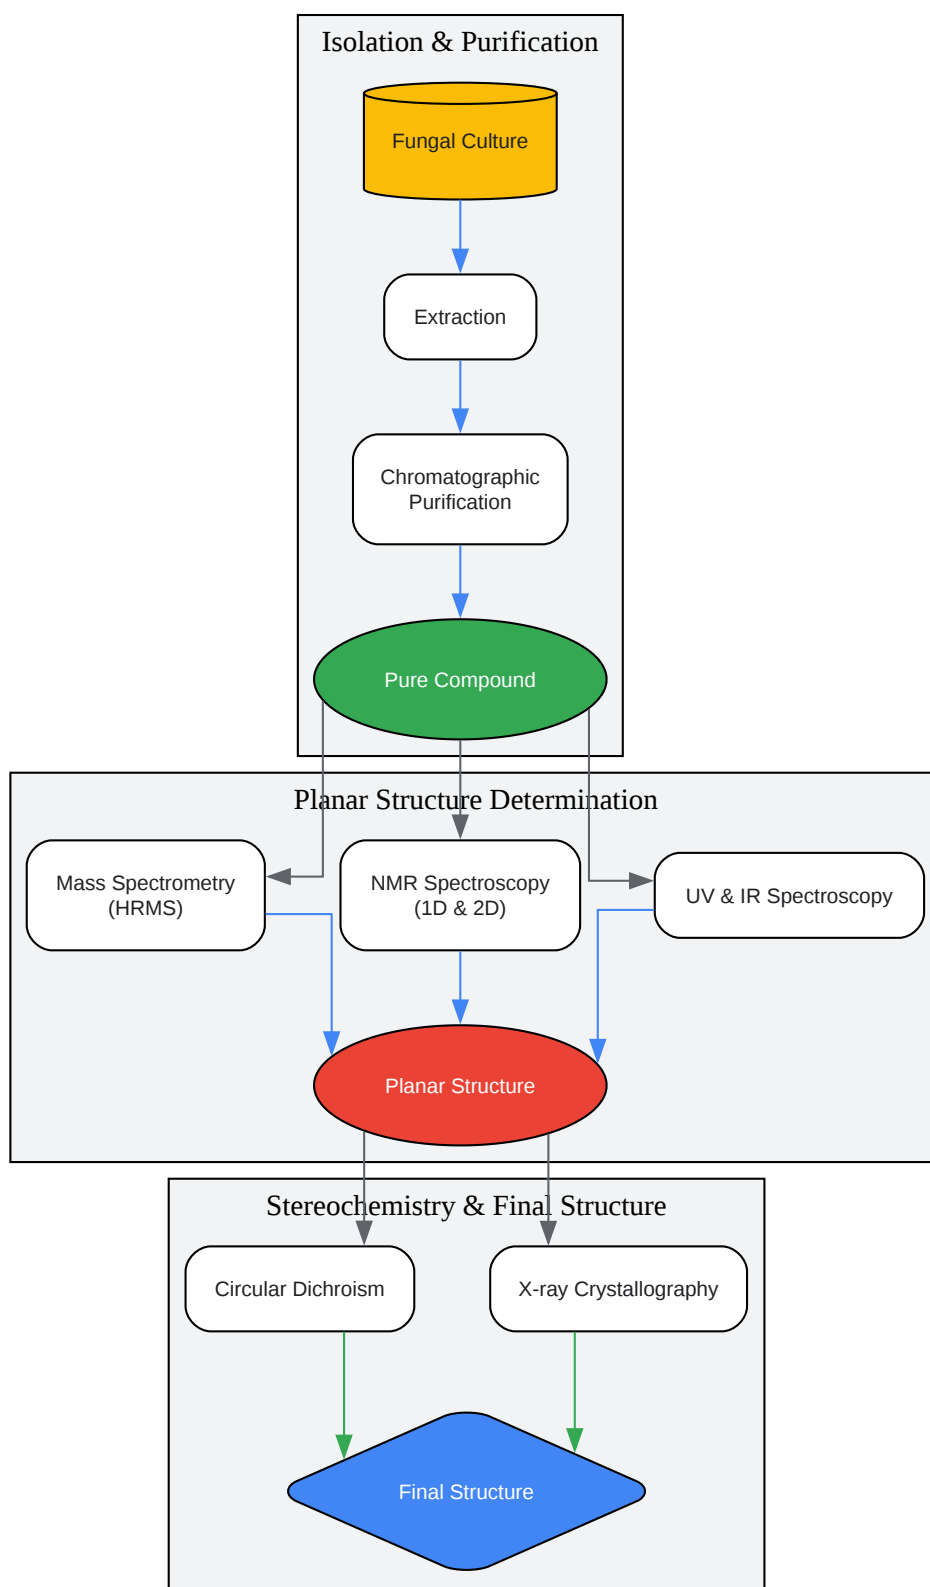 Isolation & Purification
Fungal Culture
Extraction
Chromatographic
Purification
Pure Compound
Planar Structure Determination
Mass Spectrometry
(HRMS)
NMR Spectroscopy
(1D & 2D)
UV & IR Spectroscopy
Planar Structure
Stereochemistry & Final Structure
Circular Dichroism
X-ray Crystallography
Final Structure